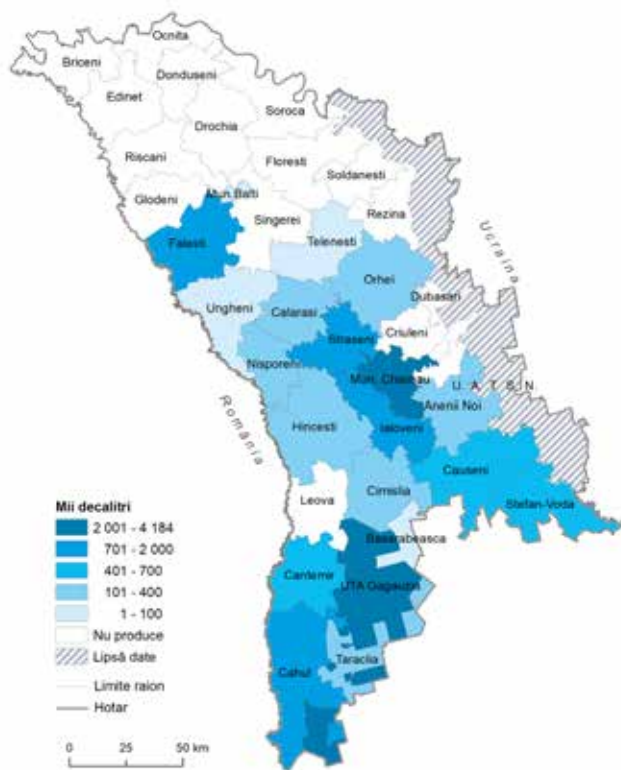 Ocnita
Briceni
Donduseni
Edinet
Soroca
Drochia
Riscani
Floresti
Soldanesti
Glodeni
Mun.Balti
Singerei
Rezina
Falesti
Telenesti
Ucraina
Orhei
Dubasari
Ungheni
Calarasi
Criuleni
Straseni
Nisporeni
Mun. Chisinau
U A T S N
Anenii Noi
România
Hincesti
Ialoveni
Causeni
Leova
Cimislia
Stefan-Voda
Basarabeasca
Cantemir
UTA Gagauzia
Taraclia
Cahul
Mii decalitri
2 001 - 4 184
701 - 2 000
401 - 700
101 - 400
1 - 100
Nu produce
Lipsă date
Limite raion
Hotar
0 25 50 km